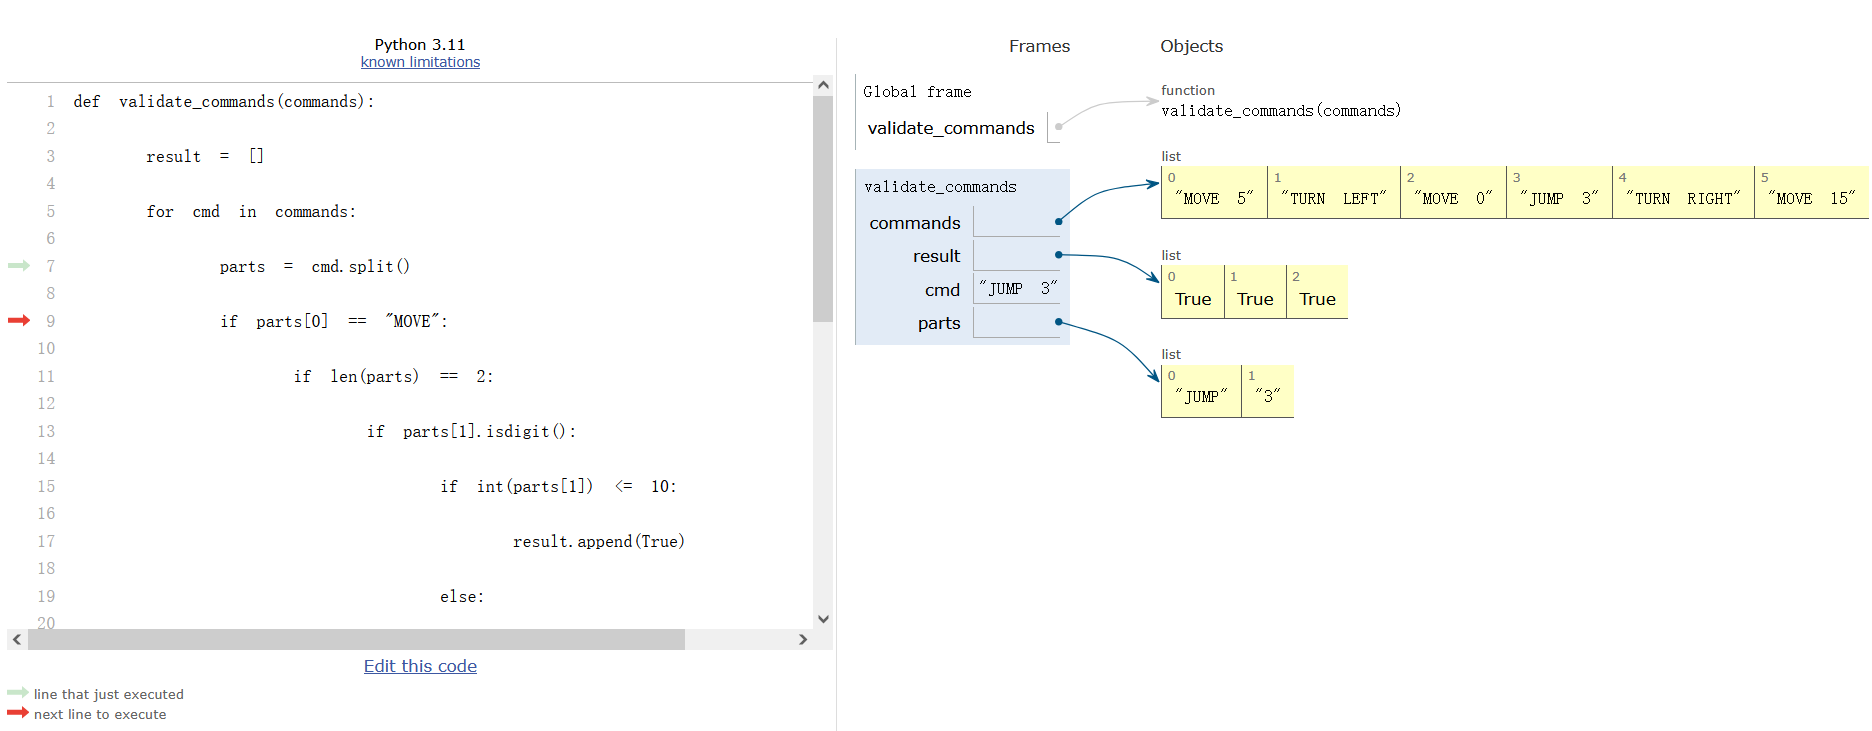 Python 3.11
known limitations
1 def validate_commands(commands):
2
3 result = []
4
5 for cmd in commands:
6
7 parts = cmd.split()
8
9 if parts[0] == "MOVE":
10
11 if len(parts) == 2:
12
13 if parts[1].isdigit():
14
15 if int(parts[1]) <= 10:
16
17 result.append(True)
18
19 else:
20
Edit this code
line that just executed
next line to execute
Frames Objects
Global frame
validate_commands
function
validate_commands(commands)
validate_commands
commands
result
cmd "JUMP 3"
parts
list
0 1 2 3 4 5
"MOVE 5" "TURN LEFT" "MOVE 0" "JUMP 3" "TURN RIGHT" "MOVE 15"
list
0 1 2
True True True
list
0 1
"JUMP" "3"